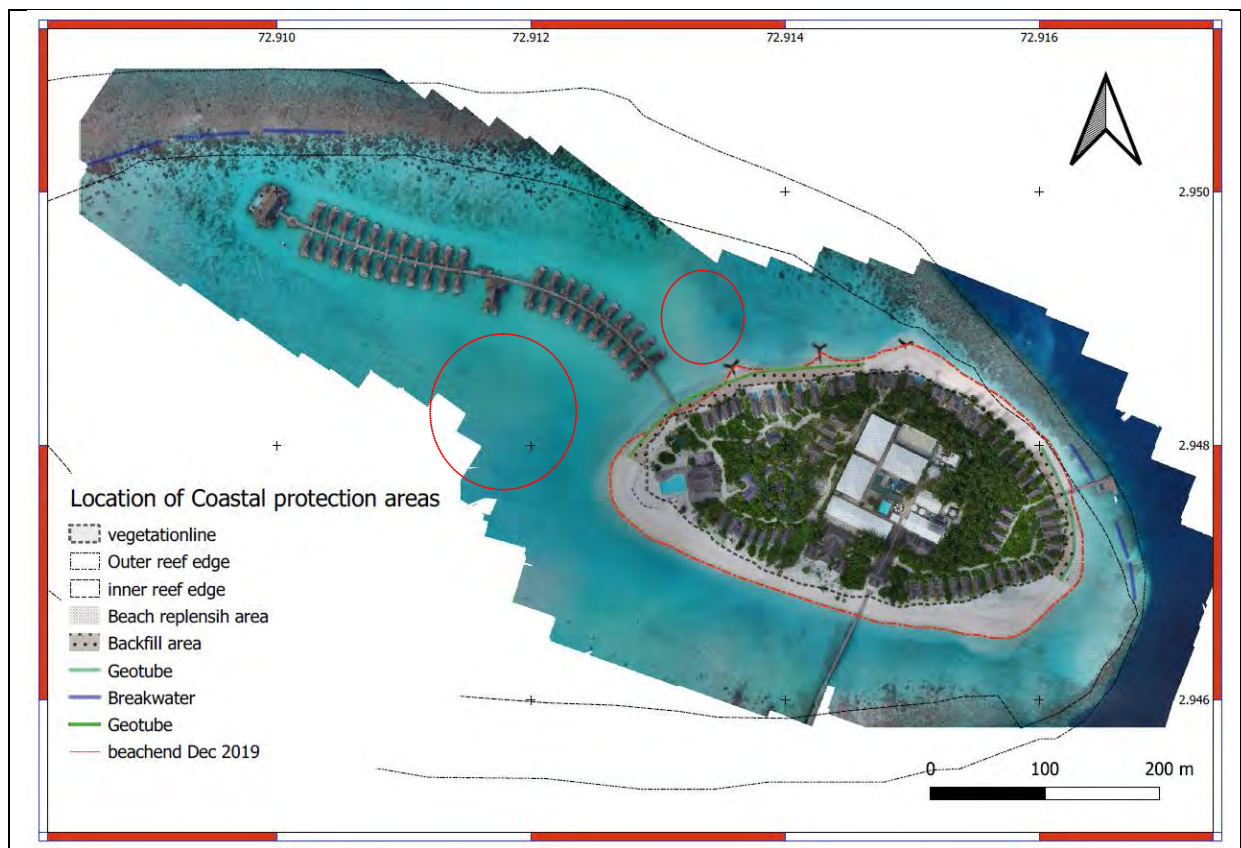 72.910 72.912 72.914 72.916
2.950
2.948
2.946
Location of Coastal protection areas
vegetationline
Outer reef edge
inner reef edge
Beach replensih area
Backfill area
Geotube
Breakwater
Geotube
beachend Dec 2019
0 100 200 m